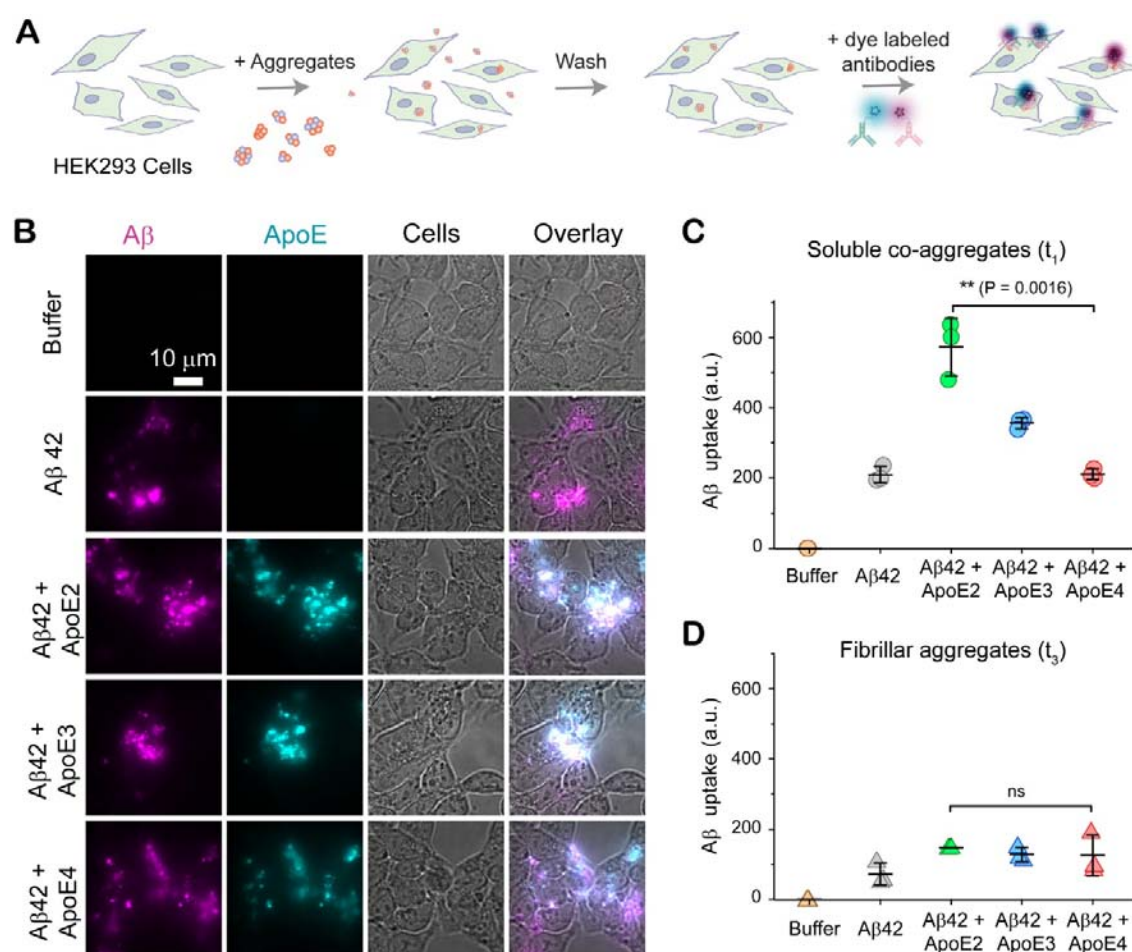 A
+ Aggregates
Wash
+ dye labeled
antibodies
HEK293 Cells
B
Aβ
ApoE
Cells
Overlay
Buffer
10 μm
Aβ 42
Aβ42 +
ApoE2
Aβ42 +
ApoE3
Aβ42 +
ApoE4
C
Soluble co-aggregates (t₁)
** (P = 0.0016)
Aβ uptake (a.u.)
600
400
200
0
Buffer
Aβ42
Aβ42 +
ApoE2
Aβ42 +
ApoE3
Aβ42 +
ApoE4
D
Fibrillar aggregates (t₃)
ns
Aβ uptake (a.u.)
600
400
200
0
Buffer
Aβ42
Aβ42 +
ApoE2
Aβ42 +
ApoE3
Aβ42 +
ApoE4